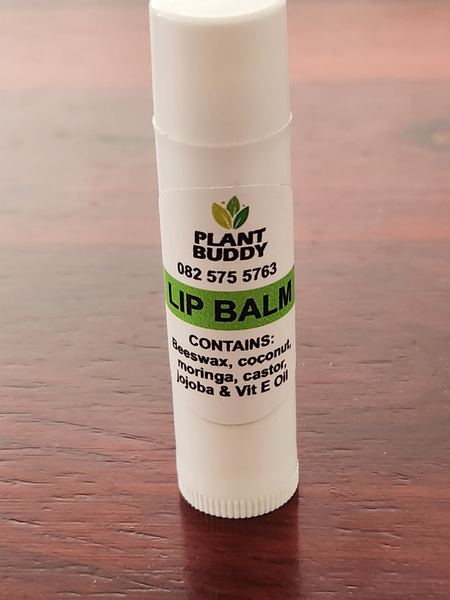 PLANT
BUDDY
082 575 5763
LIP BALM
CONTAINS:
Beeswax, coconut,
moringa, castor,
jojoba & Vit E Oil